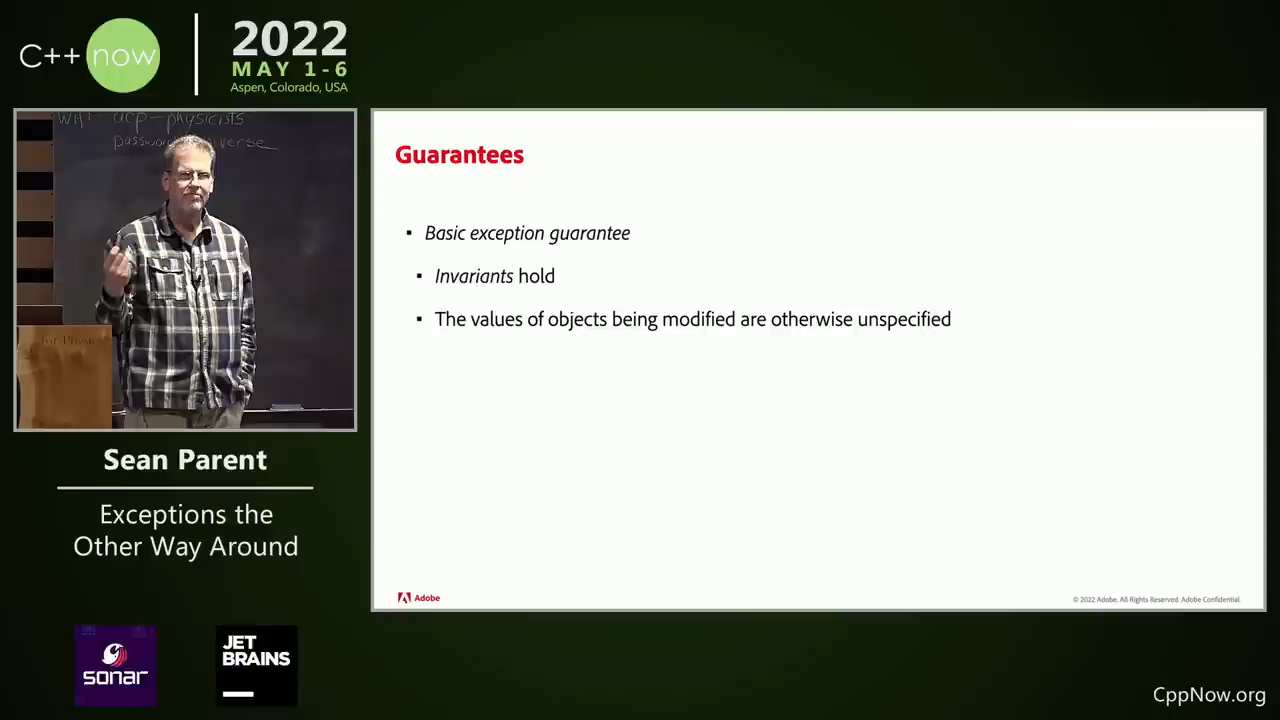 C++ now
2022
MAY 1-6
Aspen, Colorado, USA
acp-physicists
Sean Parent
Exceptions the
Other Way Around
sonar
JET
BRAINS
Guarantees
▪ Basic exception guarantee
▪ Invariants hold
▪ The values of objects being modified are otherwise unspecified
Adobe
© 2022 Adobe. All Rights Reserved. Adobe Confidential.
CppNow.org